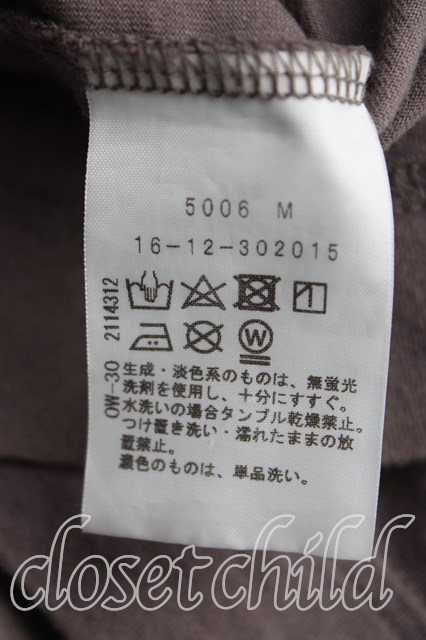 5006 M
16-12-302015
W
OW-30 2114312
生成・淡色系のものは、無蛍光
洗剤を使用し、十分にすすぐ。
水洗いの場合タンブル乾燥禁止。
つけ置き洗い・濡れたままの放
置禁止。
濃色のものは、単品洗い。
closetchild